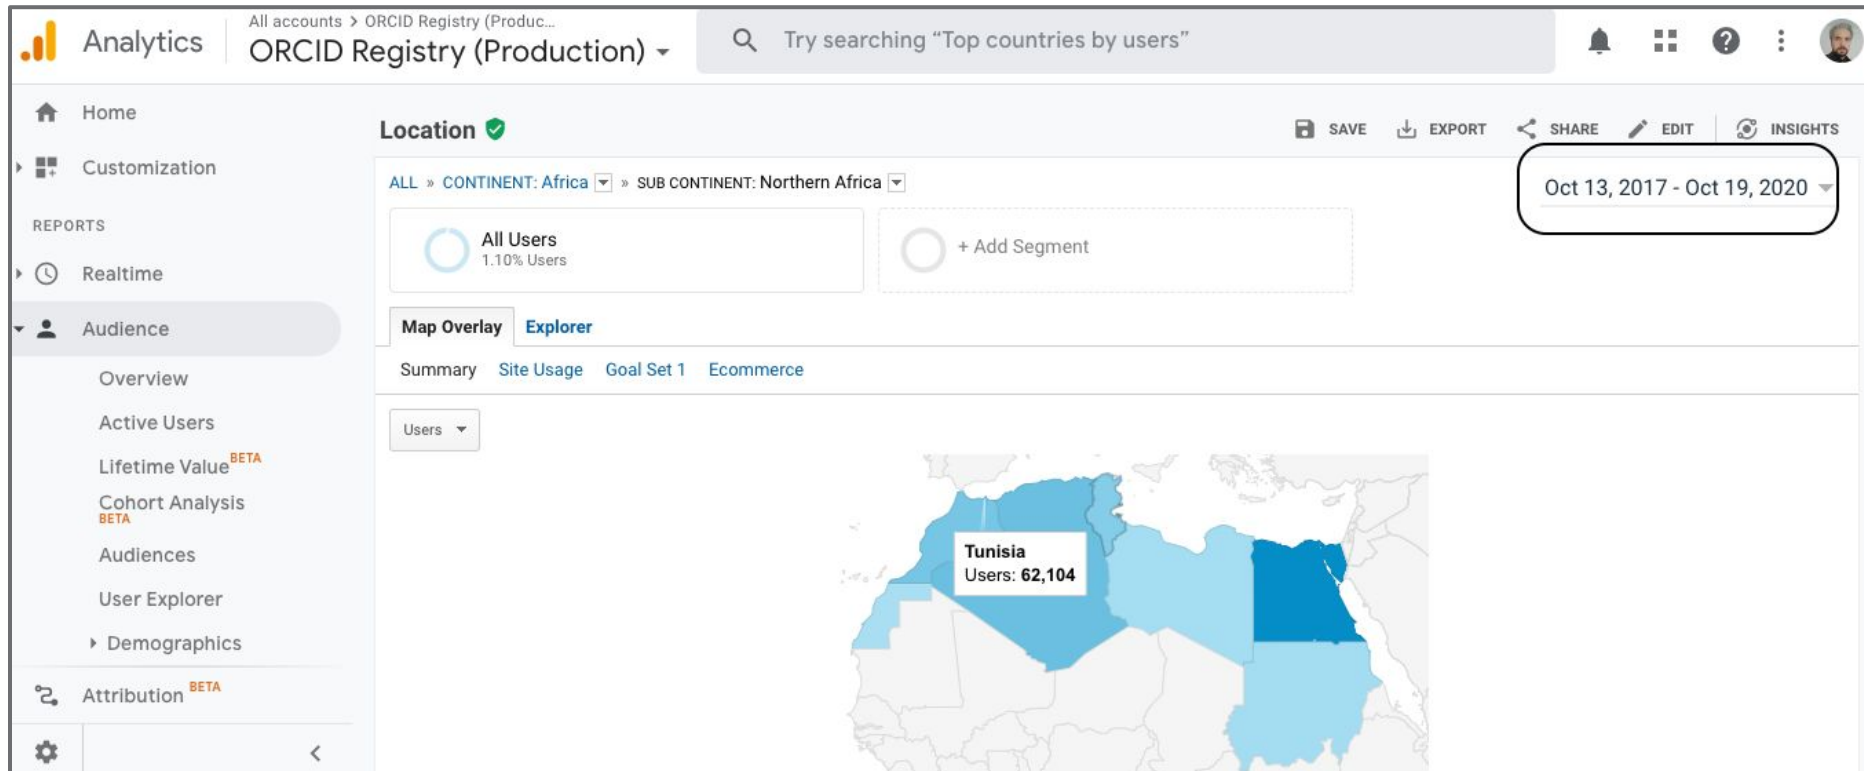 All accounts > ORCID Registry (Produc...
Analytics
ORCID Registry (Production)
Try searching “Top countries by users”
Home
Customization
REPORTS
Realtime
Audience
Overview
Active Users
Lifetime Value BETA
Cohort Analysis
BETA
Audiences
User Explorer
Demographics
Attribution BETA
Location
SAVE
EXPORT
SHARE
EDIT
INSIGHTS
ALL » CONTINENT: Africa » SUB CONTINENT: Northern Africa
Oct 13, 2017 - Oct 19, 2020
All Users
1.10% Users
+ Add Segment
Map Overlay
Explorer
Summary
Site Usage
Goal Set 1
Ecommerce
Users
Tunisia
Users: 62,104